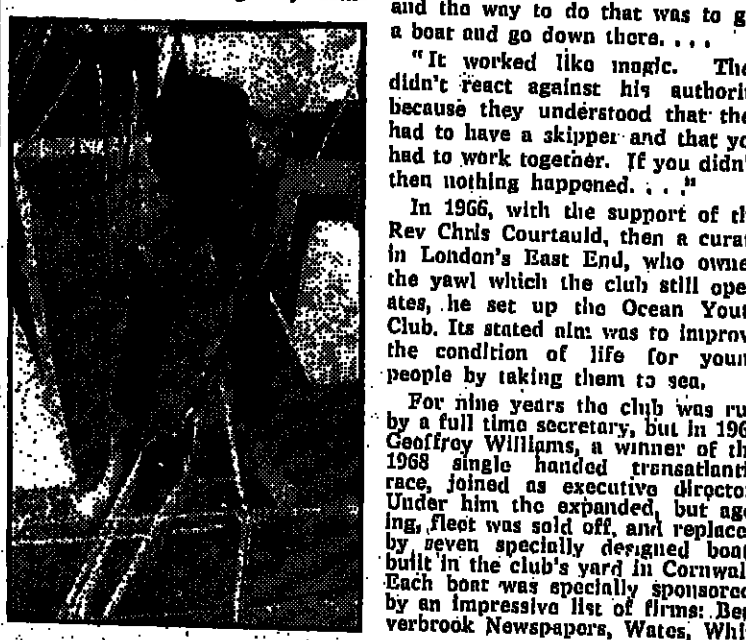 and the way to do that was to g
a boat and go down there. . . .
"It worked like magic. The
didn't react against his authorit
because they understood that the
had to have a skipper and that yo
had to work together. If you didn'
then nothing happened. . . ."
In 1966, with the support of th
Rev Chris Courtauld, then a curat
in London's East End, who owne
the yawl which the club still oper
ates, he set up the Ocean Yout
Club. Its stated aim was to improv
the condition of life for youn
people by taking them to sea.
For nine years the club was ru
by a full time secretary, but in 196
Geoffrey Williams, a winner of th
1968 single handed transatlanti
race, joined as executive directo
Under him the expanded, but age
ing, fleet was sold off, and replace
by seven specially designed boat
built in the club's yard in Cornwal
Each boat was specially sponsored
by an impressive list of firms: Bea
verbrook Newspapers, Wates, Whi